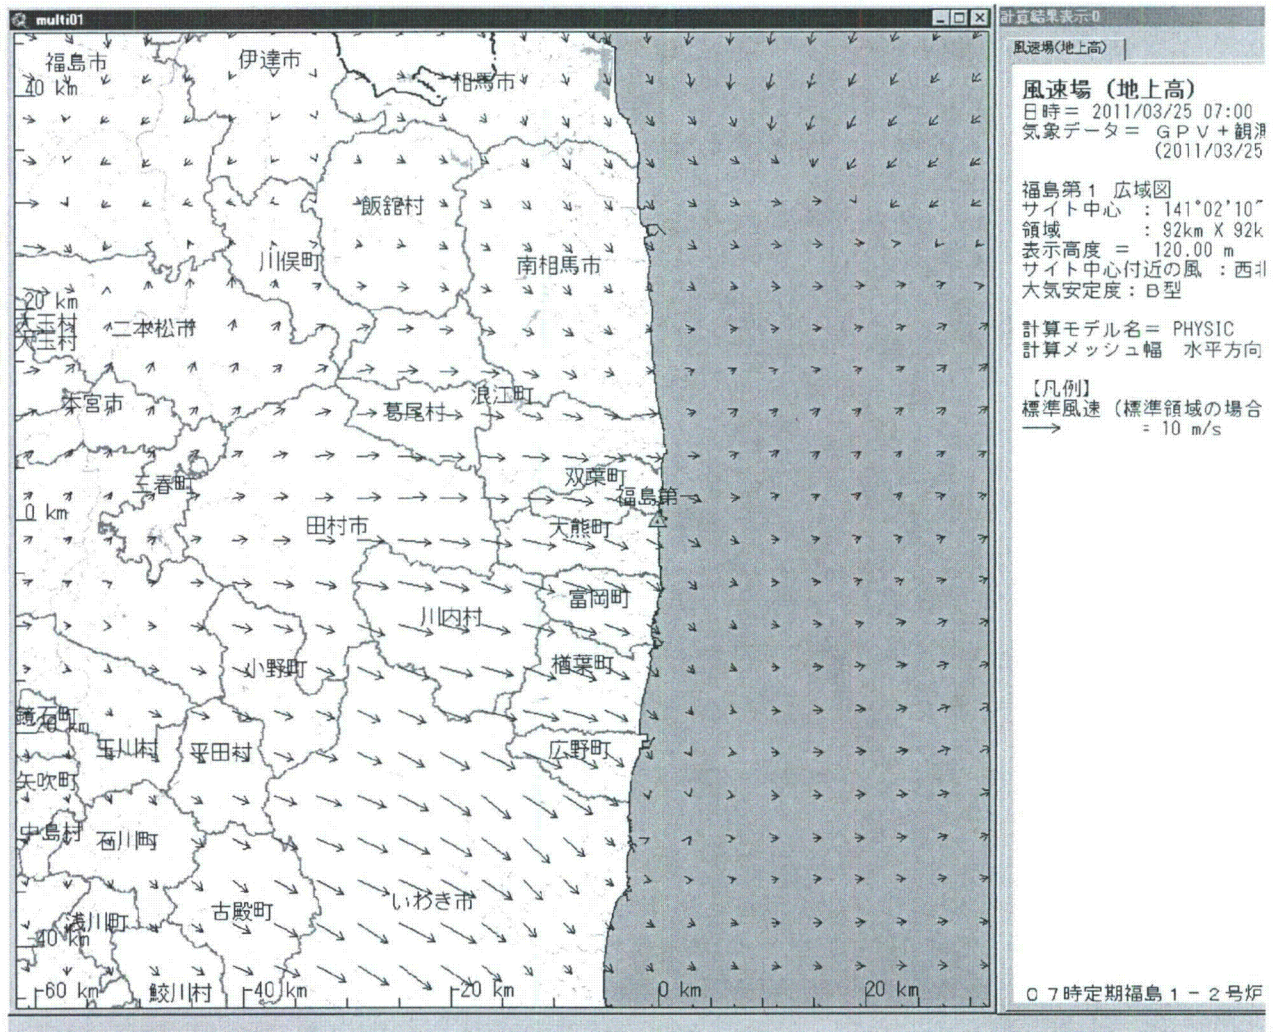 multi01
福島市
伊達市
相馬市
40 km
飯舘村
川俣町
南相馬市
20 km
大玉村
大玉村
二本松市
本宮市
浪江町
葛尾村
三春町
双葉町
福島第一
0 km
田村市
大熊町
富岡町
川内村
楢葉町
小野町
鏡石町
-20 km
玉川村
平田村
広野町
矢吹町
中島村
石川町
いわき市
浅川町
古殿町
-40 km
-60 km
鮫川村
-40 km
-20 km
0 km
20 km
計算結果表示:0
風速場(地上高)
風速場(地上高)
日時= 2011/03/25 07:00
気象データ= GPV+観測
(2011/03/25
福島第1 広域図
サイト中心 : 141°02'10"
領域 : 92km X 92k
表示高度 = 120.00 m
サイト中心付近の風 : 西北
大気安定度:B型
計算モデル名= PHYSIC
計算メッシュ幅 水平方向
【凡例】
標準風速(標準領域の場合
= 10 m/s
07時定期福島1-2号炉